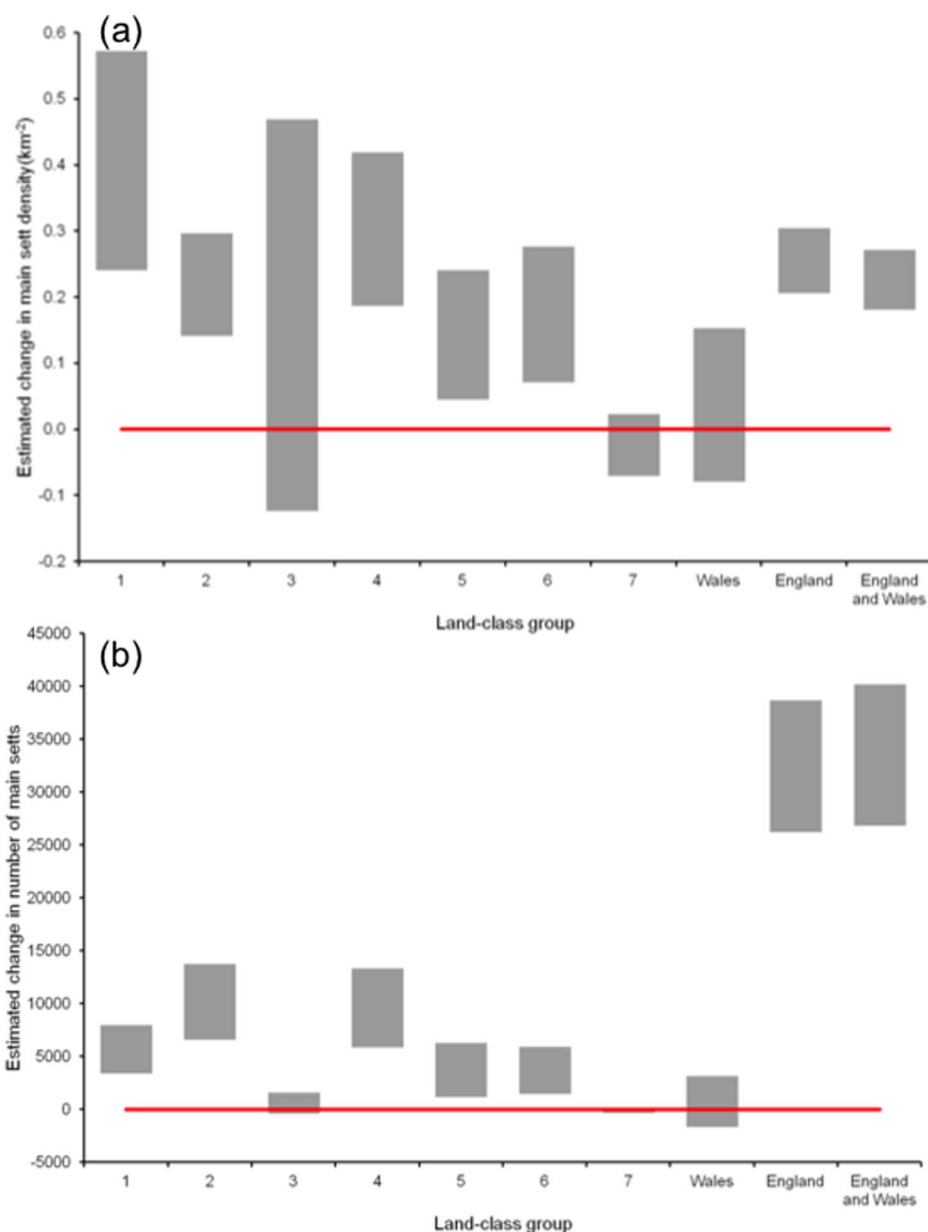 (a)
Estimated change in main sett density(km-2)
0.6
0.5
0.4
0.3
0.2
0.1
0.0
-0.1
-0.2
1 2 3 4 5 6 7 Wales England England
and Wales
Land-class group
(b)
Estimated change in number of main setts
45000
40000
35000
30000
25000
20000
15000
10000
5000
0
-5000
1 2 3 4 5 6 7 Wales England England
and Wales
Land-class group